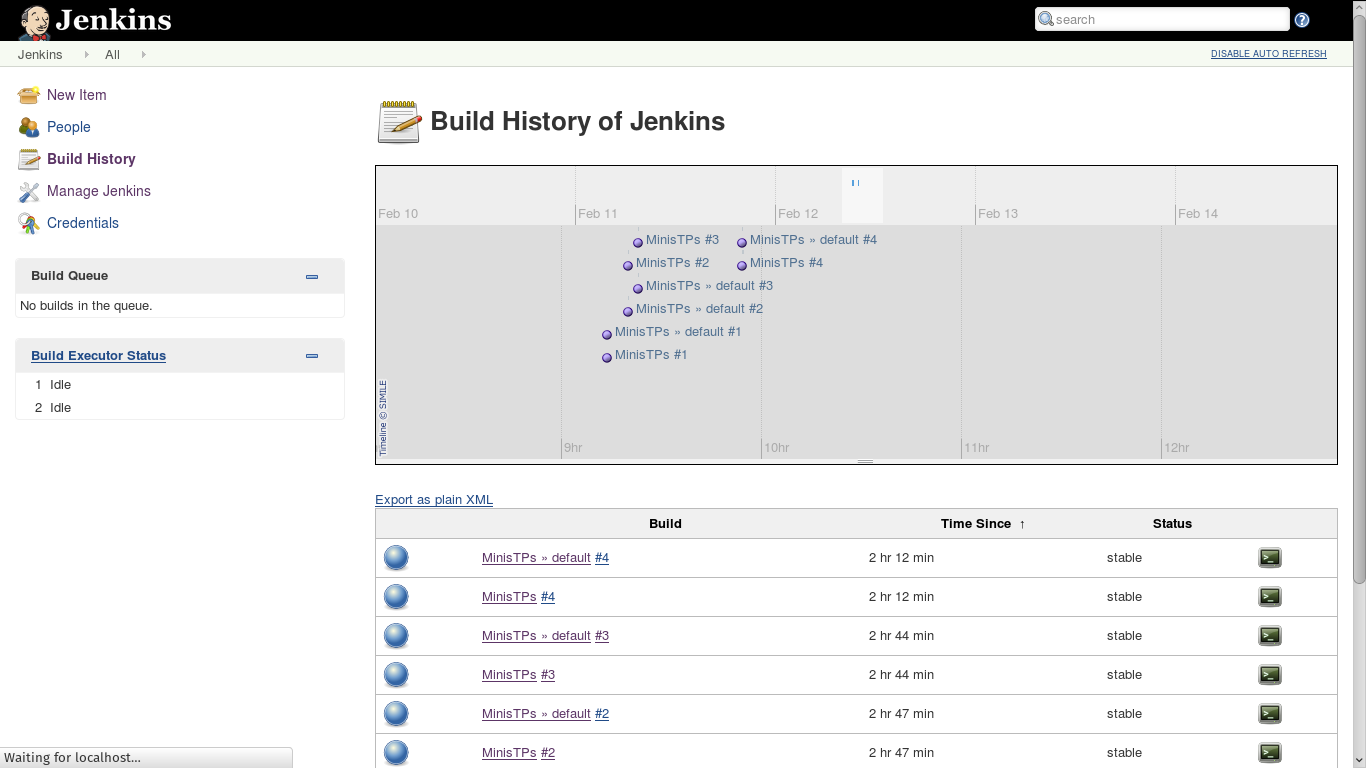 Jenkins
search
Jenkins All
DISABLE AUTO REFRESH
New Item
People
Build History
Manage Jenkins
Credentials
Build Queue
No builds in the queue.
Build Executor Status
1 Idle
2 Idle
Build History of Jenkins
Feb 10 Feb 11 Feb 12 Feb 13 Feb 14
MinisTPs #3 MinisTPs » default #4
MinisTPs #2 MinisTPs #4
MinisTPs » default #3
MinisTPs » default #2
MinisTPs » default #1
MinisTPs #1
Timeline © SIMILE
9hr 10hr 11hr 12hr
Export as plain XML
Build Time Since ↑ Status
MinisTPs » default #4 2 hr 12 min stable
MinisTPs #4 2 hr 12 min stable
MinisTPs » default #3 2 hr 44 min stable
MinisTPs #3 2 hr 44 min stable
MinisTPs » default #2 2 hr 47 min stable
MinisTPs #2 2 hr 47 min stable
Waiting for localhost...